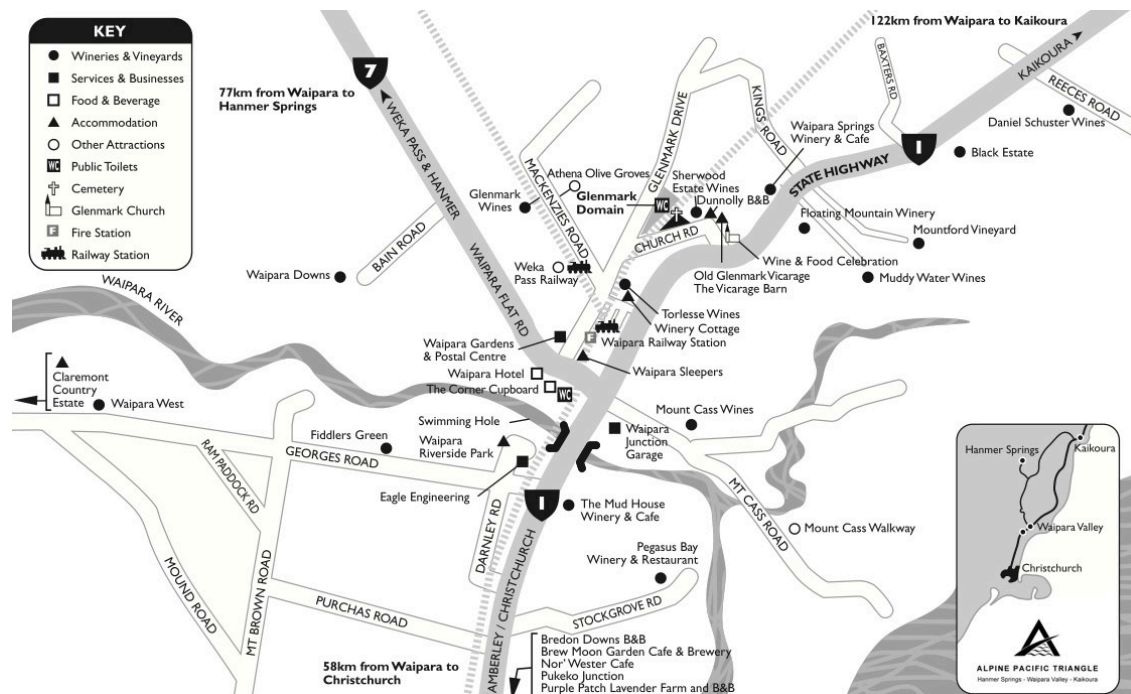 KEY
Wineries & Vineyards
Services & Businesses
Food & Beverage
Accommodation
Other Attractions
WC Public Toilets
Cemetery
Glenmark Church
F Fire Station
Railway Station
7
77km from Waipara to
Hanmer Springs
WEKA PASS & HANMER
122km from Waipara to Kaikoura
KAIKOURA
BAXTERS RD
REECES ROAD
Daniel Schuster Wines
1
Black Estate
STATE HIGHWAY
KINGS ROAD
Waipara Springs
Winery & Cafe
GLENMARK DRIVE
MACKENZIES ROAD
Athena Olive Groves
Glenmark
Domain
WC
Sherwood
Estate Wines
Dunnolly B&B
Glenmark
Wines
Floating Mountain Winery
Mountford Vineyard
CHURCH RD
Wine & Food Celebration
Muddy Water Wines
Old Glenmark Vicarage
The Vicarage Barn
BAIN ROAD
WAIPARA FLAT RD
Waipara Downs
Weka
Pass Railway
Torlesse Wines
Winery Cottage
F
Waipara Railway Station
WAIPARA RIVER
Waipara Gardens
& Postal Centre
Waipara Sleepers
Waipara Hotel
The Corner Cupboard
WC
Claremont
Country
Estate
Waipara West
Swimming Hole
Mount Cass Wines
Fiddlers Green
Waipara
Riverside Park
Waipara
Junction
Garage
GEORGES ROAD
RAM PADDOCK RD
Eagle Engineering
DARNLEY RD
1
The Mud House
Winery & Cafe
MT CASS ROAD
Mount Cass Walkway
Pegasus Bay
Winery & Restaurant
MOUND ROAD
MT BROWN ROAD
PURCHAS ROAD
STOCKGROVE RD
AMBERLEY / CHRISTCHURCH
58km from Waipara to
Christchurch
Bredon Downs B&B
Brew Moon Garden Cafe & Brewery
Nor' Wester Cafe
Pukeko Junction
Purple Patch Lavender Farm and B&B
Hanmer Springs
Kaikoura
Waipara Valley
Christchurch
ALPINE PACIFIC TRIANGLE
Hanmer Springs - Waipara Valley - Kaikoura